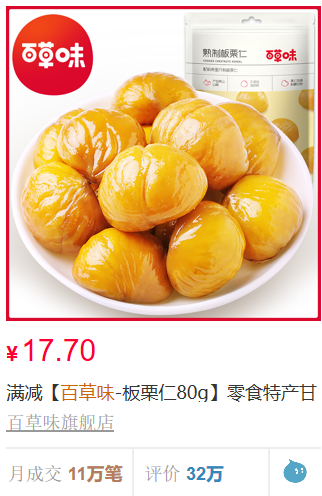 百草味
熟制板栗仁
百草味
¥17.70
满减【百草味-板栗仁80g】零食特产甘
百草味旗舰店
月成交 11万笔
评价 32万